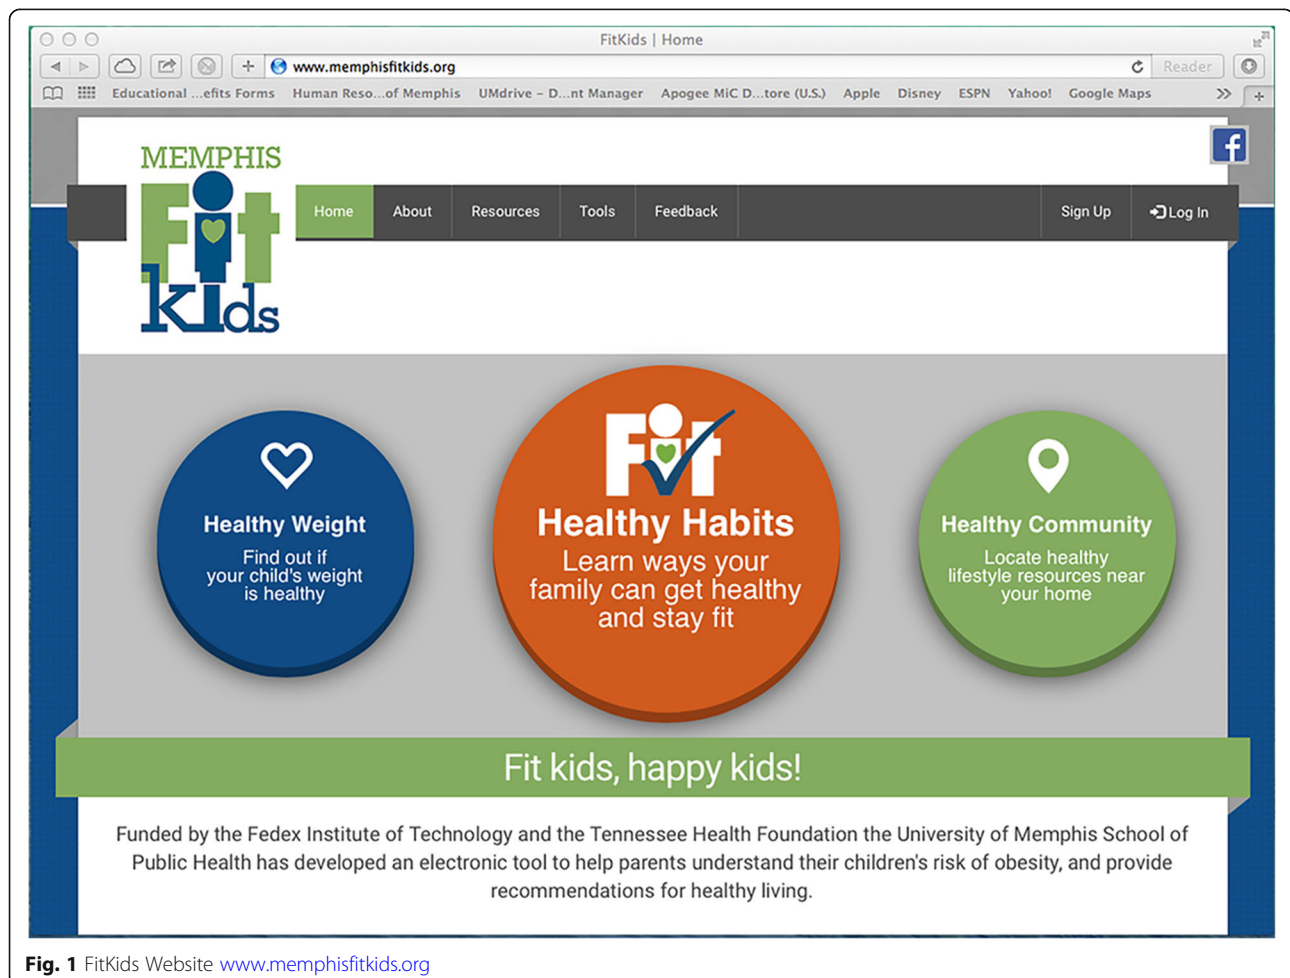 FitKids | Home
www.memphisfitkids.org
Reader
Educational ...efits Forms Human Reso...of Memphis UMdrive – D...nt Manager Apogee MiC D...tore (U.S.) Apple Disney ESPN Yahoo! Google Maps >>
MEMPHIS
Fit
kids
Home About Resources Tools Feedback Sign Up Log In
Healthy Weight
Find out if
your child's weight
is healthy
Fit
Healthy Habits
Learn ways your
family can get healthy
and stay fit
Healthy Community
Locate healthy
lifestyle resources near
your home
Fit kids, happy kids!
Funded by the Fedex Institute of Technology and the Tennessee Health Foundation the University of Memphis School of
Public Health has developed an electronic tool to help parents understand their children's risk of obesity, and provide
recommendations for healthy living.
Fig. 1 FitKids Website www.memphisfitkids.org